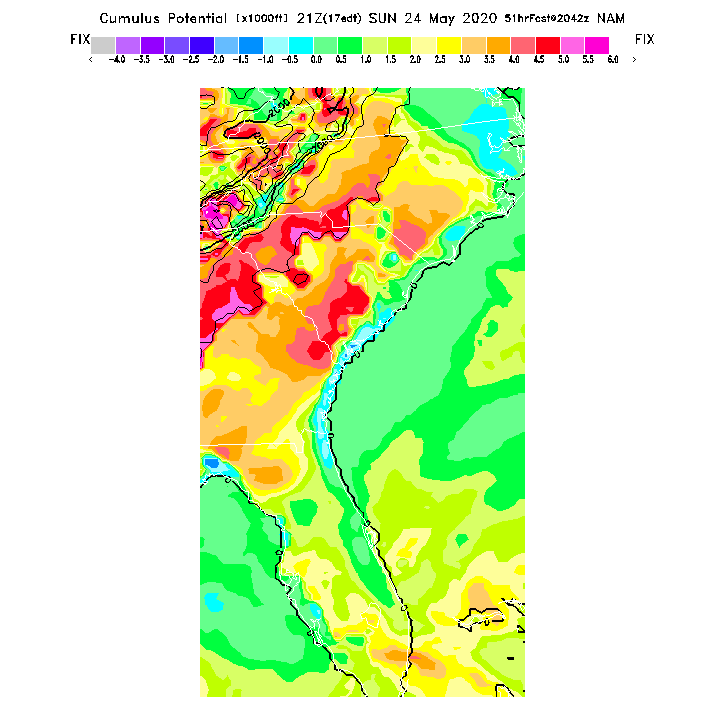 Cumulus Potential [x1000ft] 21Z(17edt) SUN 24 May 2020 51hrFcst@2042z NAM
FIX FIX
< -4.0 -3.5 -3.0 -2.5 -2.0 -1.5 -1.0 -0.5 0.0 0.5 1.0 1.5 2.0 2.5 3.0 3.5 4.0 4.5 5.0 5.5 6.0 >
2000
2000